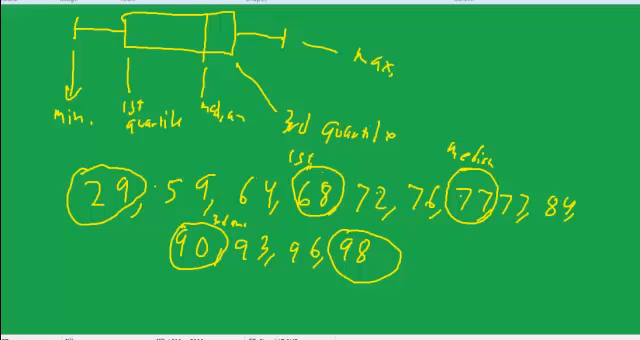 max,
min.
1st quartile
median
3rd quartile
1st
median
29, 59, 64, 68 72, 76, 77 77, 84,
90, 93, 96, 98